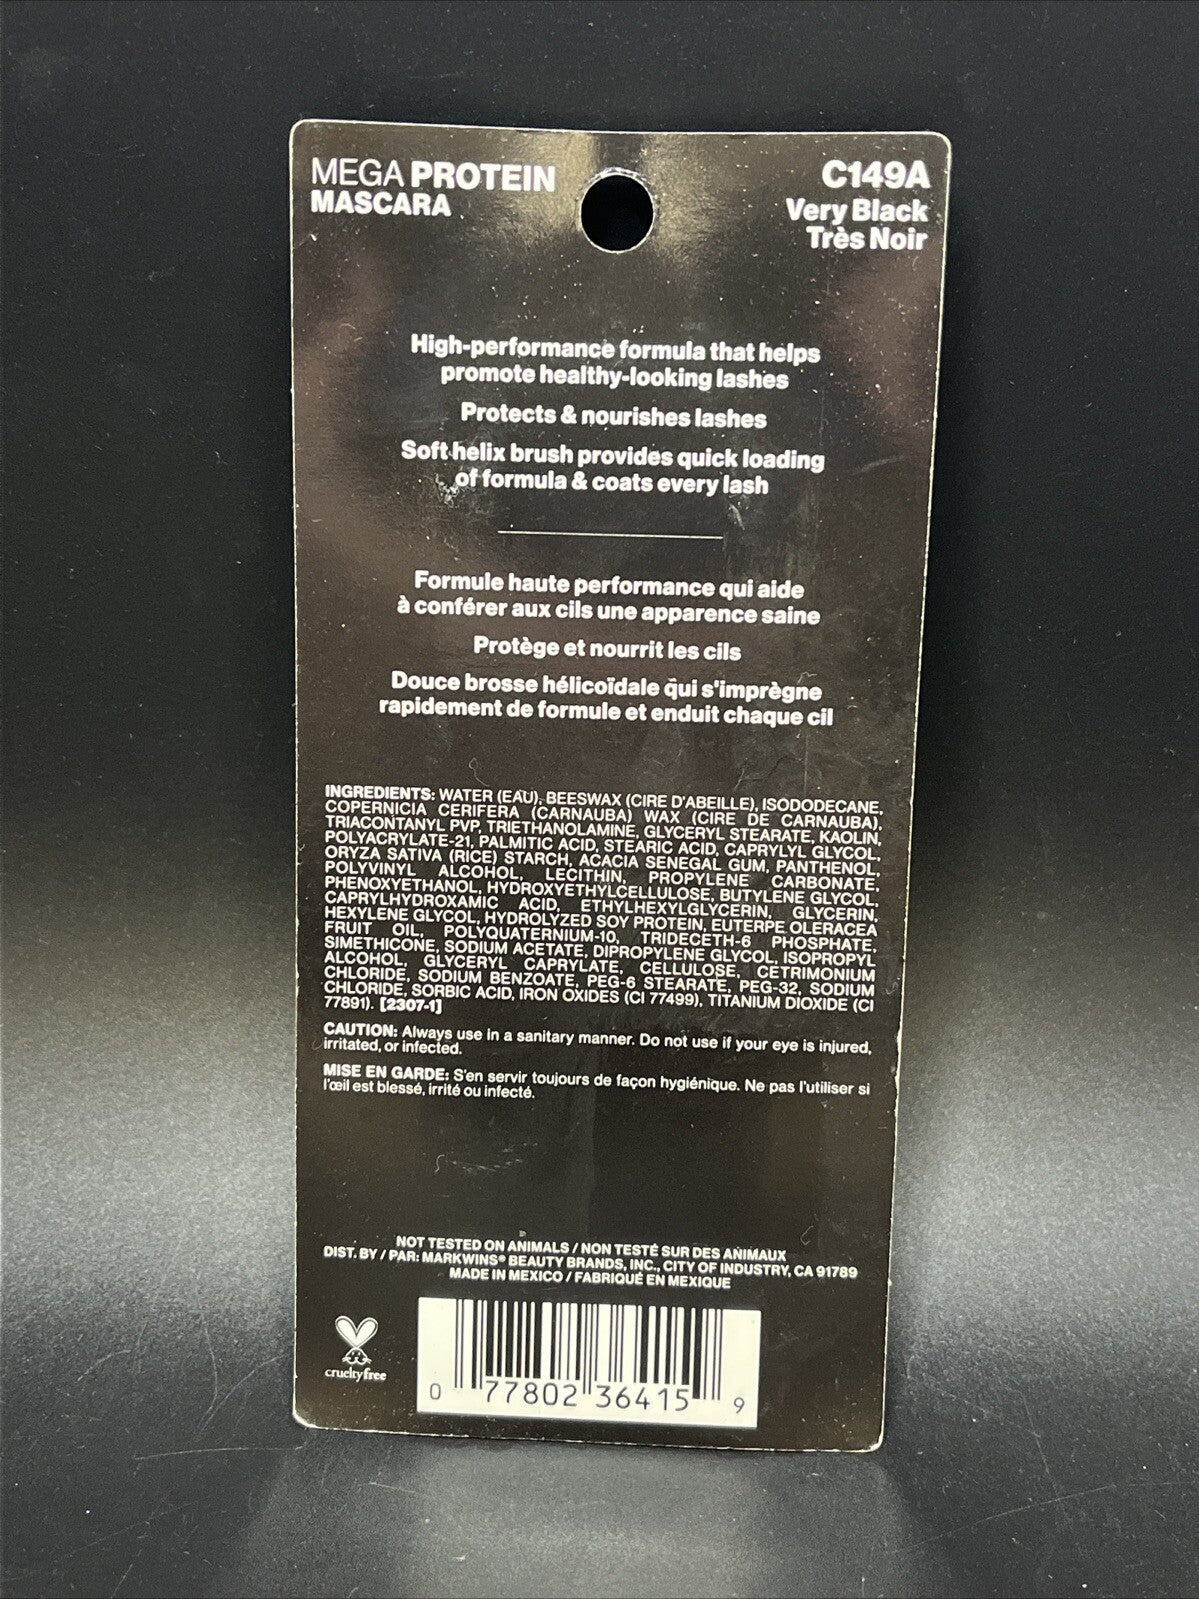 MEGA PROTEIN
MASCARA
C149A
Very Black
Très Noir
High-performance formula that helps
promote healthy-looking lashes
Protects & nourishes lashes
Soft helix brush provides quick loading
of formula & coats every lash
Formule haute performance qui aide
à conférer aux cils une apparence saine
Protège et nourrit les cils
Douce brosse hélicoïdale qui s'imprègne
rapidement de formule et enduit chaque cil
INGREDIENTS: WATER (EAU), BEESWAX (CIRE D'ABEILLE), ISODODECANE,
COPERNICIA CERIFERA (CARNAUBA) WAX (CIRE DE CARNAUBA),
TRIACONTANYL PVP, TRIETHANOLAMINE, GLYCERYL STEARATE, KAOLIN,
POLYACRYLATE-21, PALMITIC ACID, STEARIC ACID, CAPRYLYL GLYCOL,
ORYZA SATIVA (RICE) STARCH, ACACIA SENEGAL GUM, PANTHENOL,
POLYVINYL ALCOHOL, LECITHIN, PROPYLENE CARBONATE,
PHENOXYETHANOL, HYDROXYETHYLCELLULOSE, BUTYLENE GLYCOL,
CAPRYLHYDROXAMIC ACID, ETHYLHEXYLGLYCERIN, GLYCERIN,
HEXYLENE GLYCOL, HYDROLYZED SOY PROTEIN, EUTERPE OLERACEA
FRUIT OIL, POLYQUATERNIUM-10, TRIDECETH-6 PHOSPHATE,
SIMETHICONE, SODIUM ACETATE, DIPROPYLENE GLYCOL, ISOPROPYL
ALCOHOL, GLYCERYL CAPRYLATE, CELLULOSE, CETRIMONIUM
CHLORIDE, SODIUM BENZOATE, PEG-6 STEARATE, PEG-32, SODIUM
CHLORIDE, SORBIC ACID, IRON OXIDES (CI 77499), TITANIUM DIOXIDE (CI
77891). [2307-1]
CAUTION: Always use in a sanitary manner. Do not use if your eye is injured,
irritated, or infected.
MISE EN GARDE: S'en servir toujours de façon hygiénique. Ne pas l'utiliser si
l'œil est blessé, irrité ou infecté.
NOT TESTED ON ANIMALS / NON TESTÉ SUR DES ANIMAUX
DIST. BY / PAR: MARKWINS® BEAUTY BRANDS, INC., CITY OF INDUSTRY, CA 91789
MADE IN MEXICO / FABRIQUÉ EN MEXIQUE
crueltyfree
0 77802 36415 9